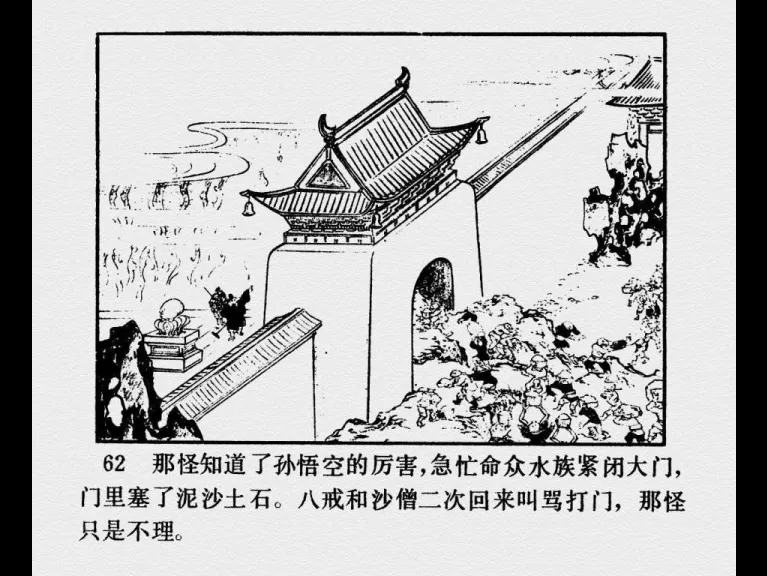 62 那怪知道了孙悟空的厉害，急忙命众水族紧闭大门，
门里塞了泥沙土石。八戒和沙僧二次回来叫骂打门，那怪
只是不理。